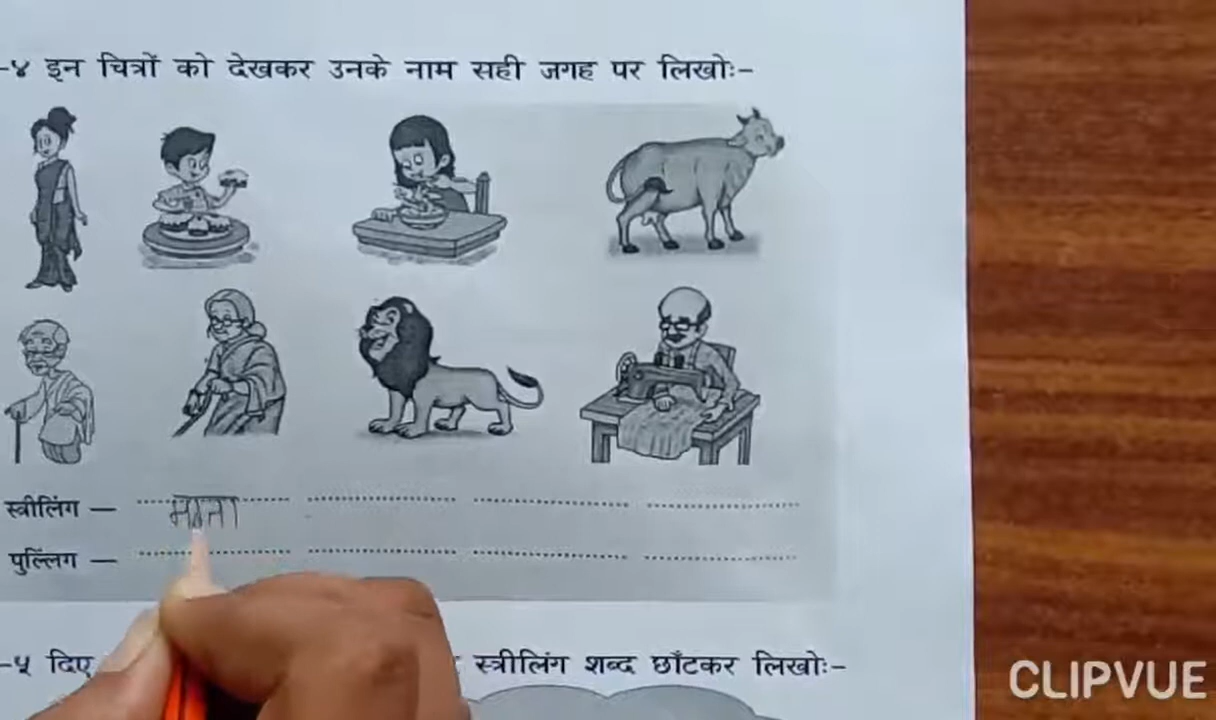 -४ इन चित्रों को देखकर उनके नाम सही जगह पर लिखोः-
स्त्रीलिंग — माता
पुल्लिंग —
-५ दिए स्त्रीलिंग शब्द छाँटकर लिखोः-
CLIPVUE